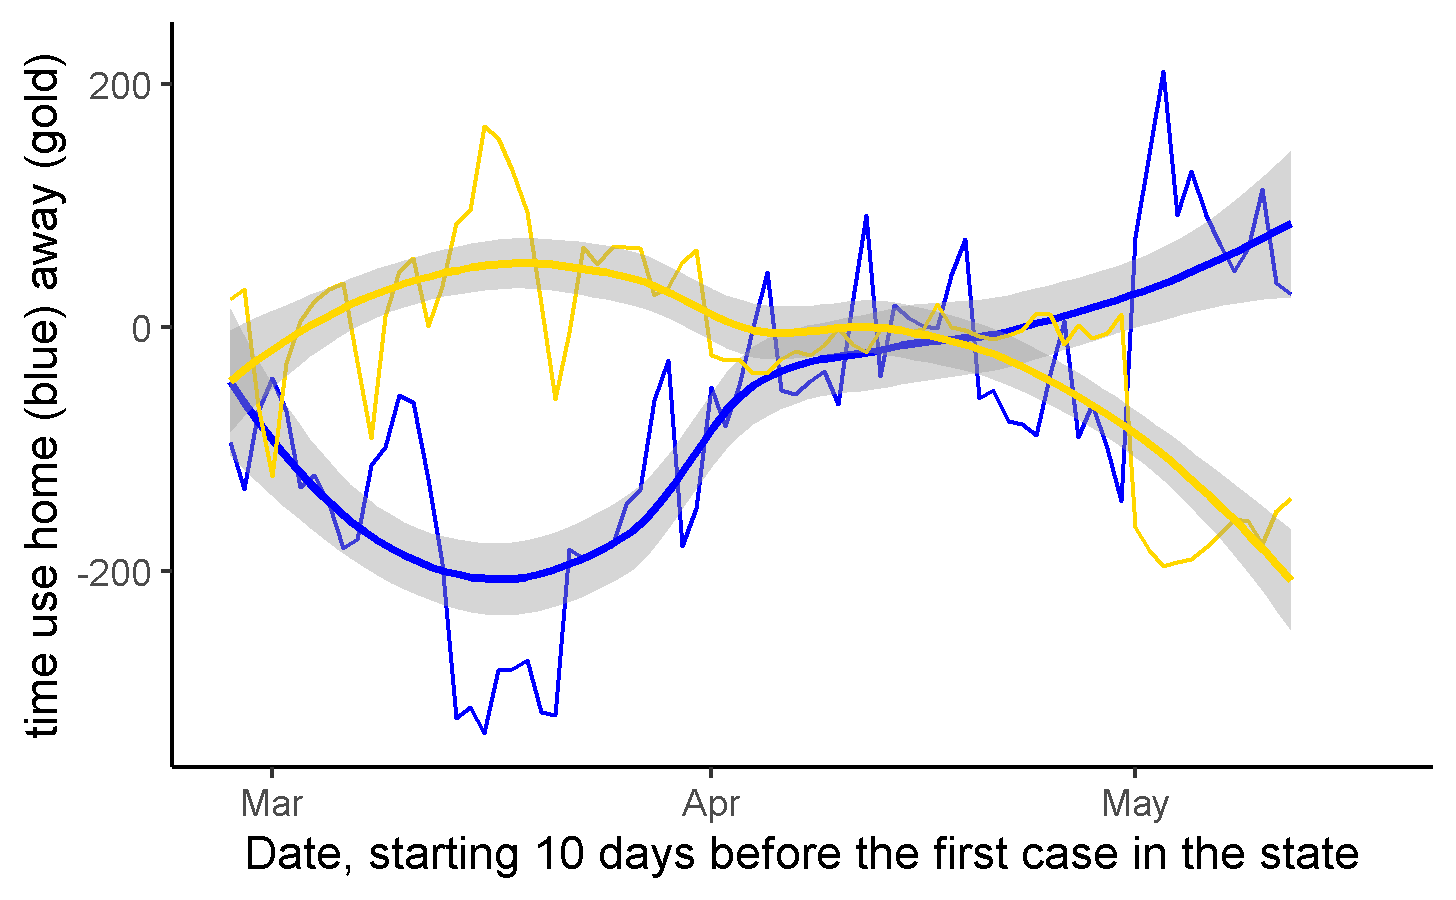 time use home (blue) away (gold)
200
0
-200
Mar
Apr
May
Date, starting 10 days before the first case in the state